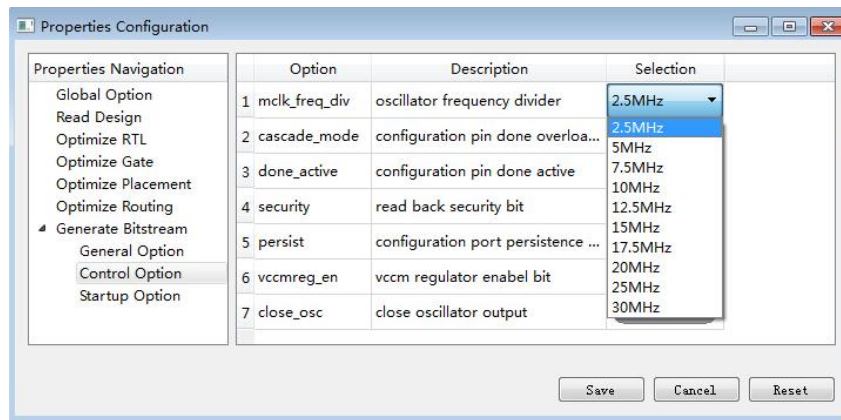 Properties Configuration
Properties Navigation
Global Option
Read Design
Optimize RTL
Optimize Gate
Optimize Placement
Optimize Routing
Generate Bitstream
General Option
Control Option
Startup Option
Option Description Selection
1 mclk_freq_div oscillator frequency divider 2.5MHz
2 cascade_mode configuration pin done overloa...
3 done_active configuration pin done active
4 security read back security bit
5 persist configuration port persistence ...
6 vccmreg_en vccm regulator enabel bit
7 close_osc close oscillator output
2.5MHz
5MHz
7.5MHz
10MHz
12.5MHz
15MHz
17.5MHz
20MHz
25MHz
30MHz
Save Cancel Reset